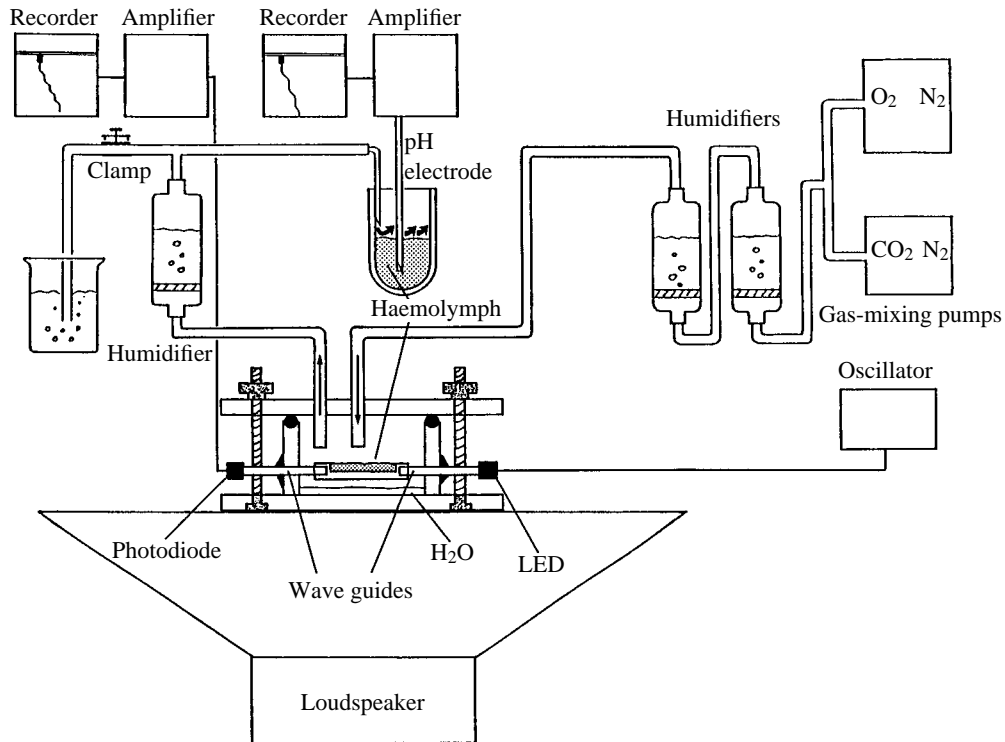 Recorder
Amplifier
Recorder
Amplifier
O2 N2
Humidifiers
pH
electrode
Clamp
CO2 N2
Haemolymph
Gas-mixing pumps
Humidifier
Oscillator
Photodiode
H2O
LED
Wave guides
Loudspeaker